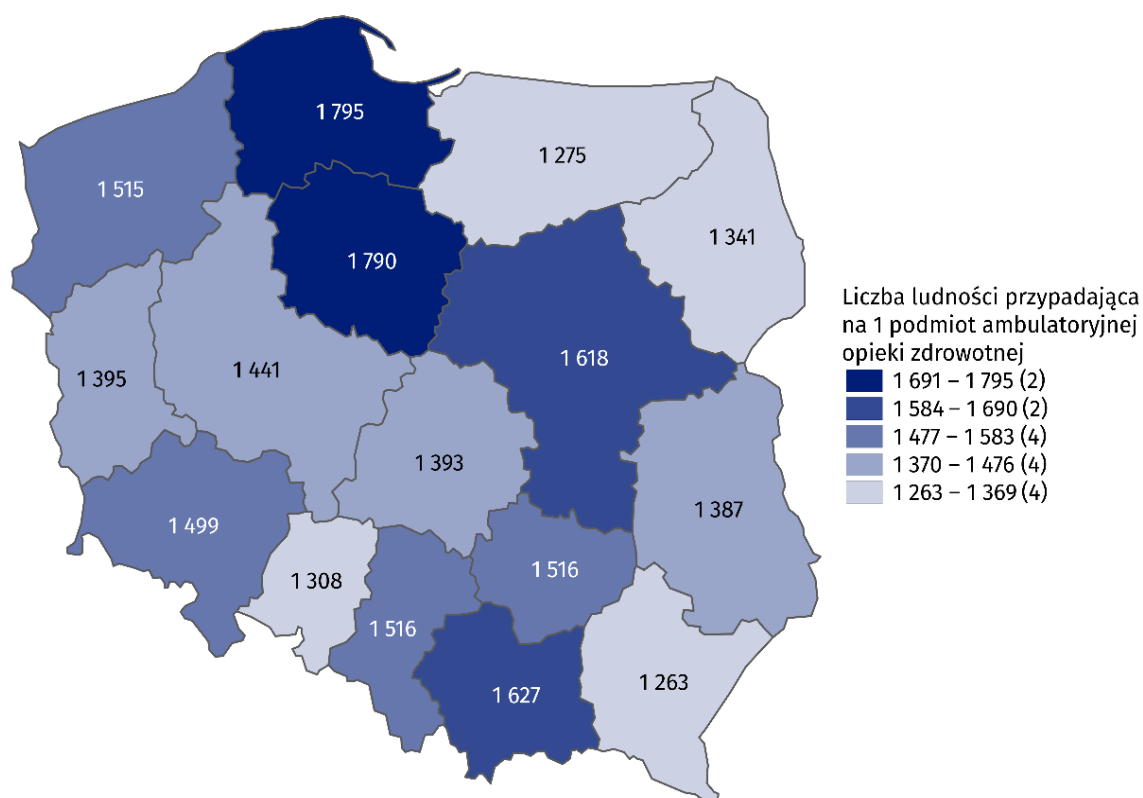 1 795
1 275
1 515
1 341
1 790
1 618
1 395
1 441
1 393
1 387
1 499
1 308
1 516
1 516
1 263
1 627
Liczba ludności przypadająca
na 1 podmiot ambulatoryjnej
opieki zdrowotnej
1 691 – 1 795 (2)
1 584 – 1 690 (2)
1 477 – 1 583 (4)
1 370 – 1 476 (4)
1 263 – 1 369 (4)